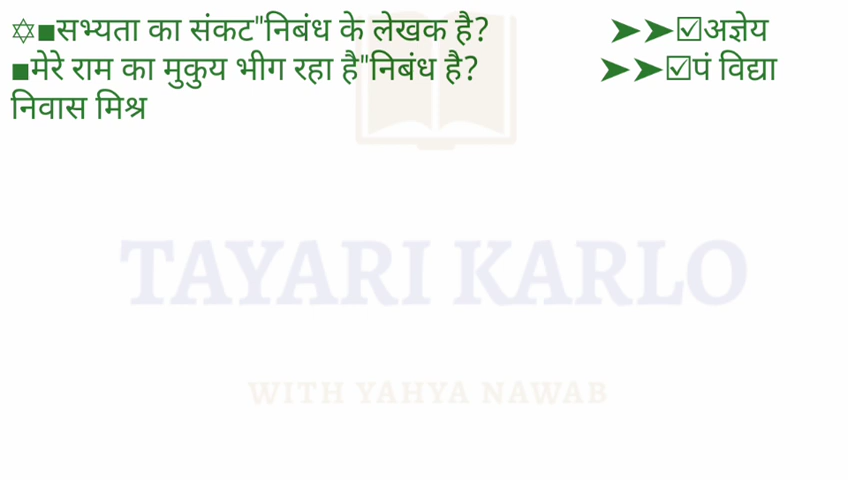 ✡■सभ्यता का संकट"निबंध के लेखक है? ➤➤☑अज्ञेय
■मेरे राम का मुकुय भीग रहा है"निबंध है? ➤➤☑पं विद्या
निवास मिश्र
TAYARI KARLO
WITH YAHYA NAWAB